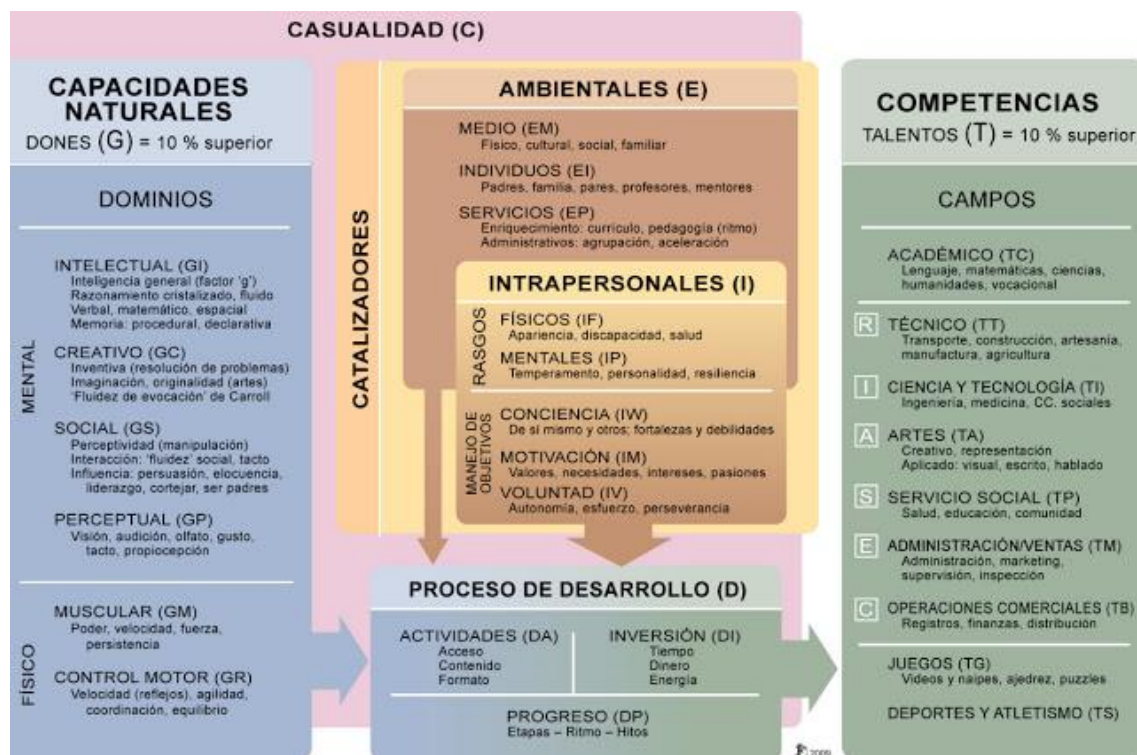 CASUALIDAD (C)
CAPACIDADES
NATURALES
DONES (G) = 10 % superior
DOMINIOS
MENTAL
INTELECTUAL (GI)
Inteligencia general (factor 'g')
Razonamiento cristalizado, fluido
Verbal, matemático, espacial
Memoria: procedural, declarativa
CREATIVO (GC)
Inventiva (resolución de problemas)
Imaginación, originalidad (artes)
'Fluidez de evocación' de Carroll
SOCIAL (GS)
Perceptividad (manipulación)
Interacción: 'fluidez' social, tacto
Influencia: persuasión, elocuencia,
liderazgo, cortejar, ser padres
PERCEPTUAL (GP)
Visión, audición, olfato, gusto,
tacto, propiocepción
FÍSICO
MUSCULAR (GM)
Poder, velocidad, fuerza,
persistencia
CONTROL MOTOR (GR)
Velocidad (reflejos), agilidad,
coordinación, equilibrio
CATALIZADORES
AMBIENTALES (E)
MEDIO (EM)
Físico, cultural, social, familiar
INDIVIDUOS (EI)
Padres, familia, pares, profesores, mentores
SERVICIOS (EP)
Enriquecimiento: currículo, pedagogía (ritmo)
Administrativos: agrupación, aceleración
INTRAPERSONALES (I)
RASGOS
FÍSICOS (IF)
Apariencia, discapacidad, salud
MENTALES (IP)
Temperamento, personalidad, resiliencia
MANEJO DE
OBJETIVOS
CONCIENCIA (IW)
De sí mismo y otros; fortalezas y debilidades
MOTIVACIÓN (IM)
Valores, necesidades, intereses, pasiones
VOLUNTAD (IV)
Autonomía, esfuerzo, perseverancia
PROCESO DE DESARROLLO (D)
ACTIVIDADES (DA)
Acceso
Contenido
Formato
INVERSIÓN (DI)
Tiempo
Dinero
Energía
PROGRESO (DP)
Etapas – Ritmo – Hitos
COMPETENCIAS
TALENTOS (T) = 10 % superior
CAMPOS
ACADÉMICO (TC)
Lenguaje, matemáticas, ciencias,
humanidades, vocacional
R TÉCNICO (TT)
Transporte, construcción, artesanía,
manufactura, agricultura
I CIENCIA Y TECNOLOGÍA (TI)
Ingeniería, medicina, CC. sociales
A ARTES (TA)
Creativo, representación
Aplicado: visual, escrito, hablado
S SERVICIO SOCIAL (TP)
Salud, educación, comunidad
E ADMINISTRACIÓN/VENTAS (TM)
Administración, marketing,
supervisión, inspección
C OPERACIONES COMERCIALES (TB)
Registros, finanzas, distribución
JUEGOS (TG)
Videos y naipes, ajedrez, puzzles
DEPORTES Y ATLETISMO (TS)